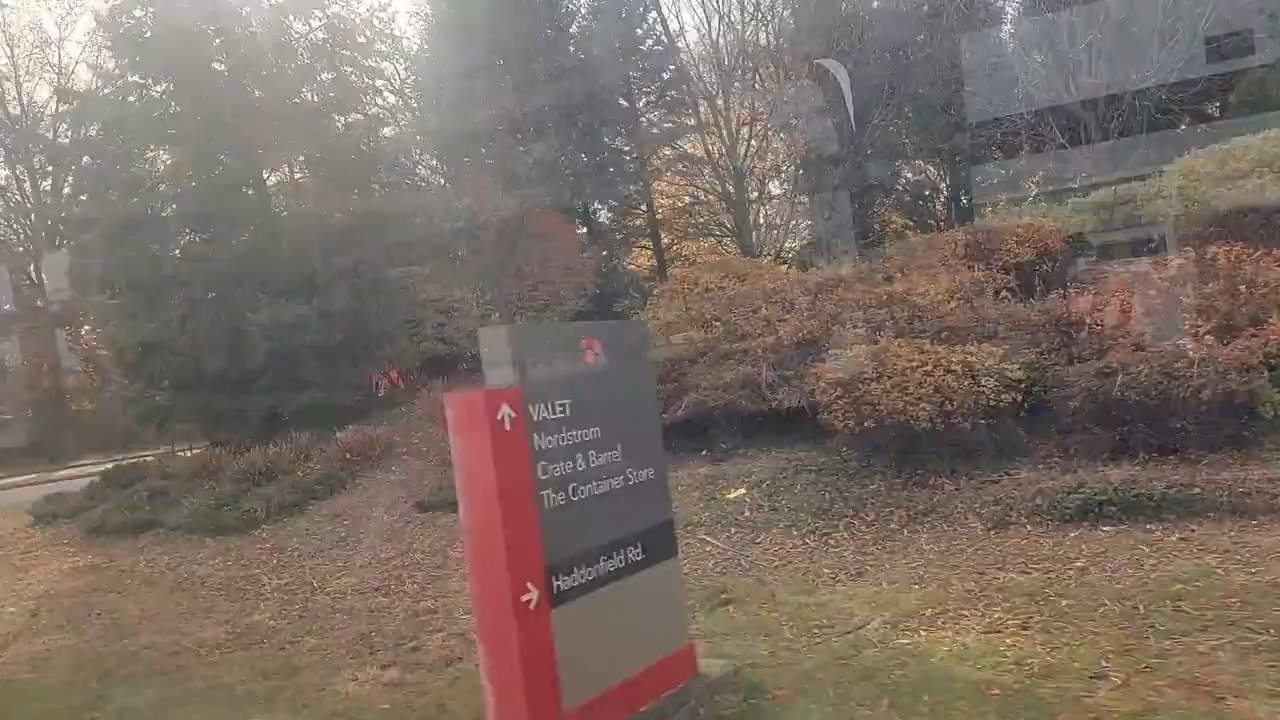 VALET
Nordstrom
Crate & Barrel
The Container Store
Haddonfield Rd.